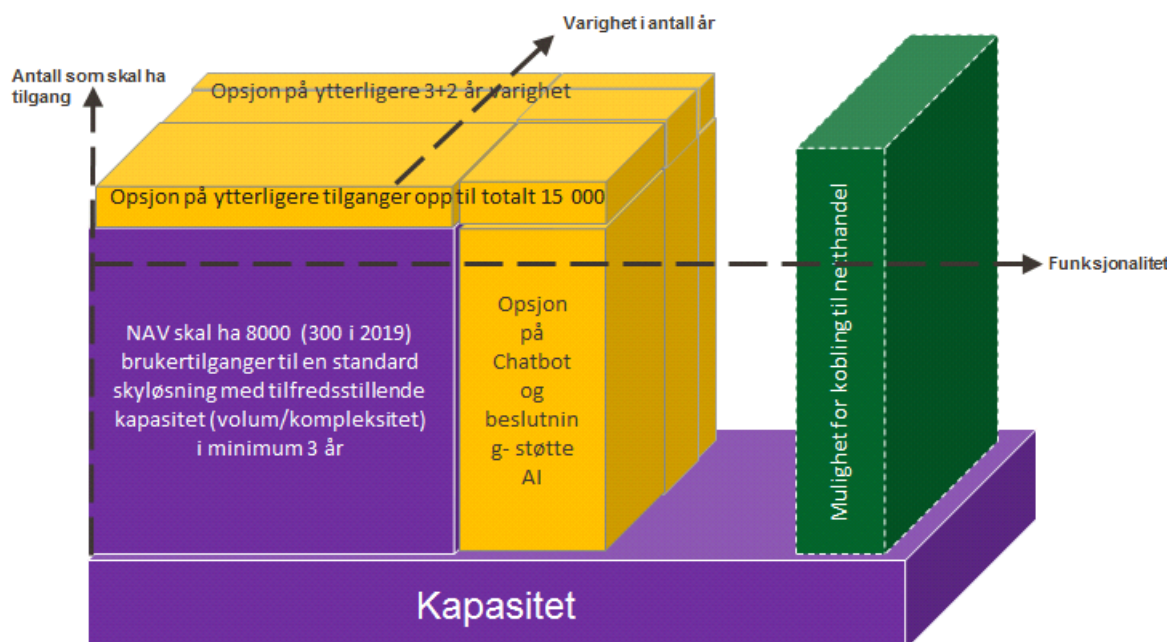 Varighet i antall år
Antall som skal ha
tilgang
Opsjon på ytterligere 3+2 år varighet
Opsjon på ytterligere tilganger opp til totalt 15 000
Funksjonalitet
NAV skal ha 8000 (300 i 2019)
brukertilganger til en standard
skyløsning med tilfredsstillende
kapasitet (volum/kompleksitet)
i minimum 3 år
Opsjon
på
Chatbot
og
beslutnin
g- støtte
AI
Mulighet for kobling til netthandel
Kapasitet